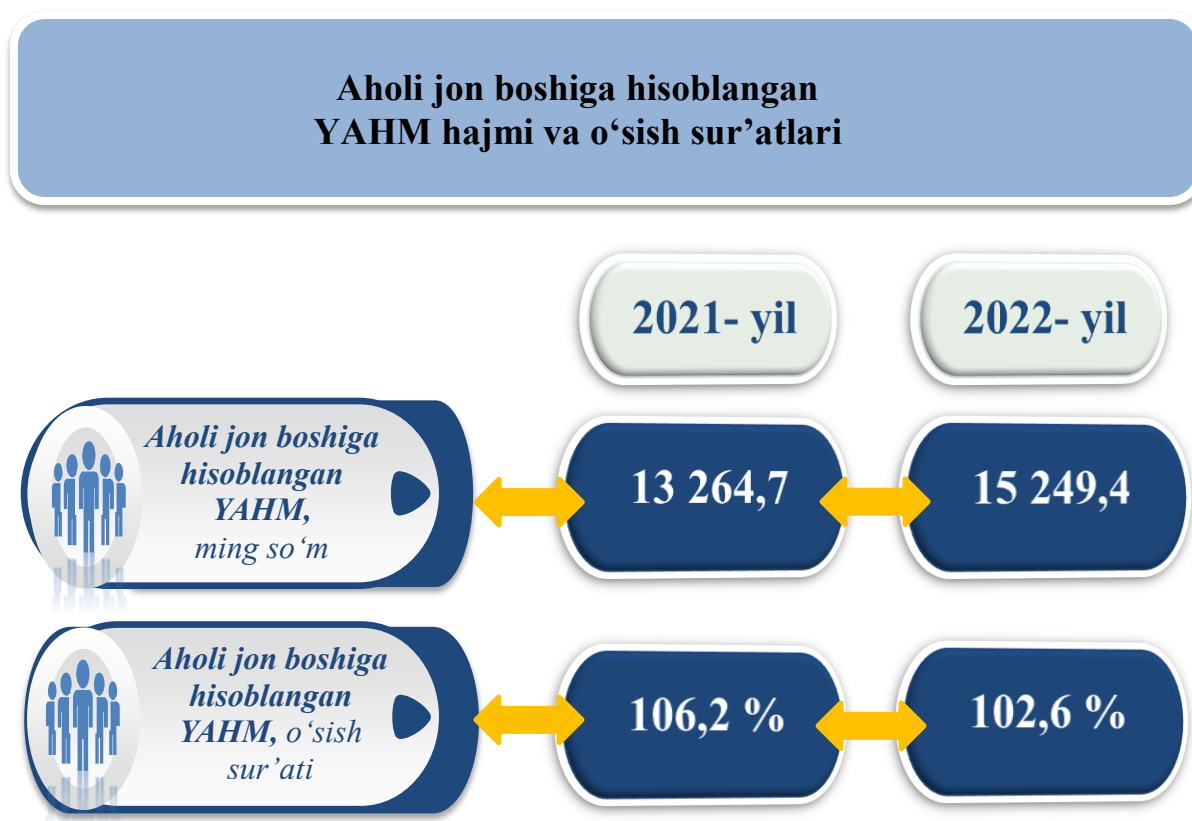 Aholi jon boshiga hisoblangan
YAHM hajmi va o‘sish sur’atlari
2021- yil
2022- yil
Aholi jon boshiga
hisoblangan
YAHM,
ming so‘m
13 264,7
15 249,4
Aholi jon boshiga
hisoblangan
YAHM, o‘sish
sur’ati
106,2 %
102,6 %